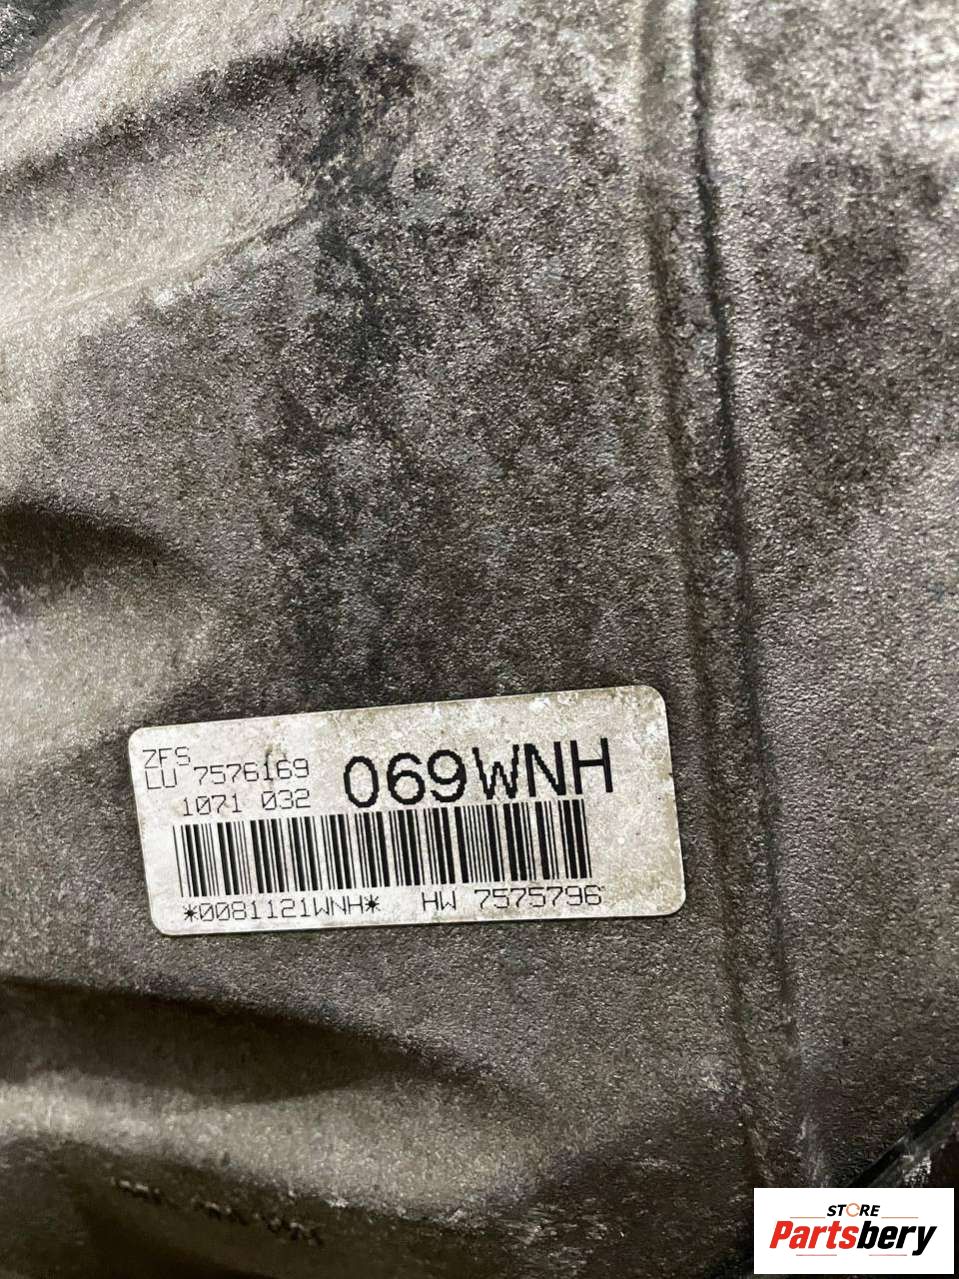 ZFS
LU 7576169
069WNH
1071 032
*0081121WNH*
HW 7575796
STORE
Partsbery